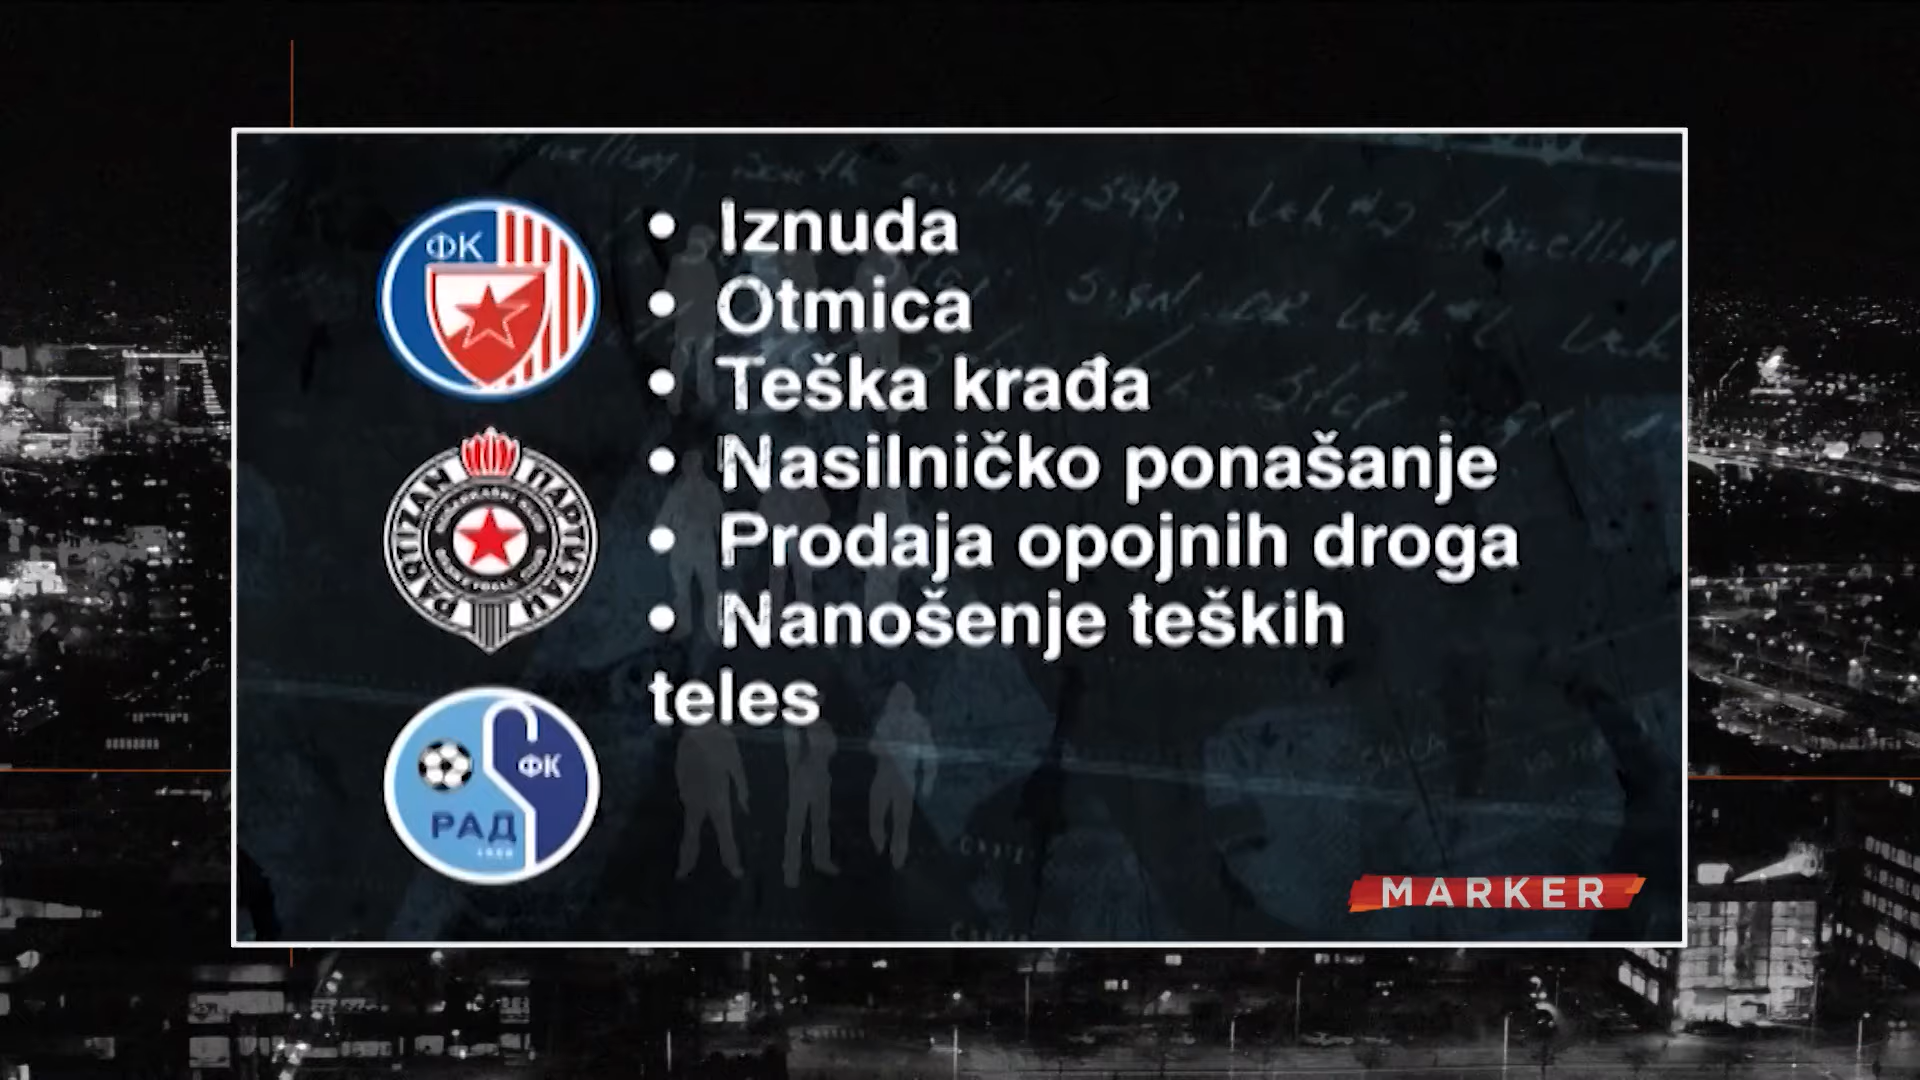 ФК
• Iznuda
• Otmica
• Teška krađa
• Nasilničko ponašanje
• Prodaja opojnih droga
• Nanošenje teških
teles
PARTIZAN ПАРТИЗАН
ФК
РАД
MARKER